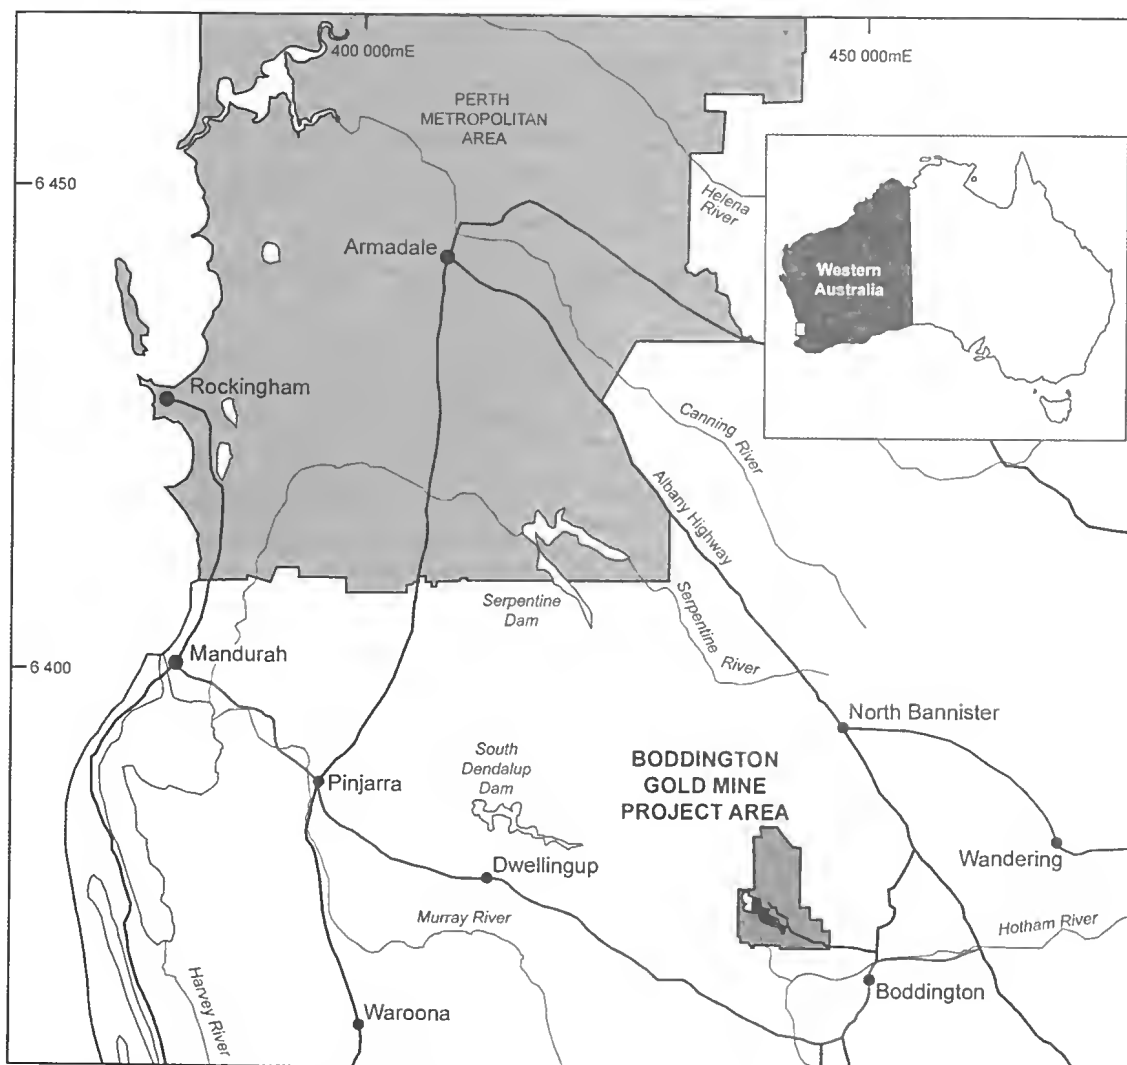 400 000mE
450 000mE
PERTH
METROPOLITAN
AREA
6 450
Helena
River
Armadale
Western
Australia
Rockingham
Canning River
Albany Highway
Serpentine
Dam
Serpentine River
Mandurah
6 400
North Bannister
South
Dendalup
Dam
BODDINGTON
GOLD MINE
PROJECT AREA
Pinjarra
Wandering
Dwellingup
Murray River
Hotham River
Harvey River
Boddington
Waroona